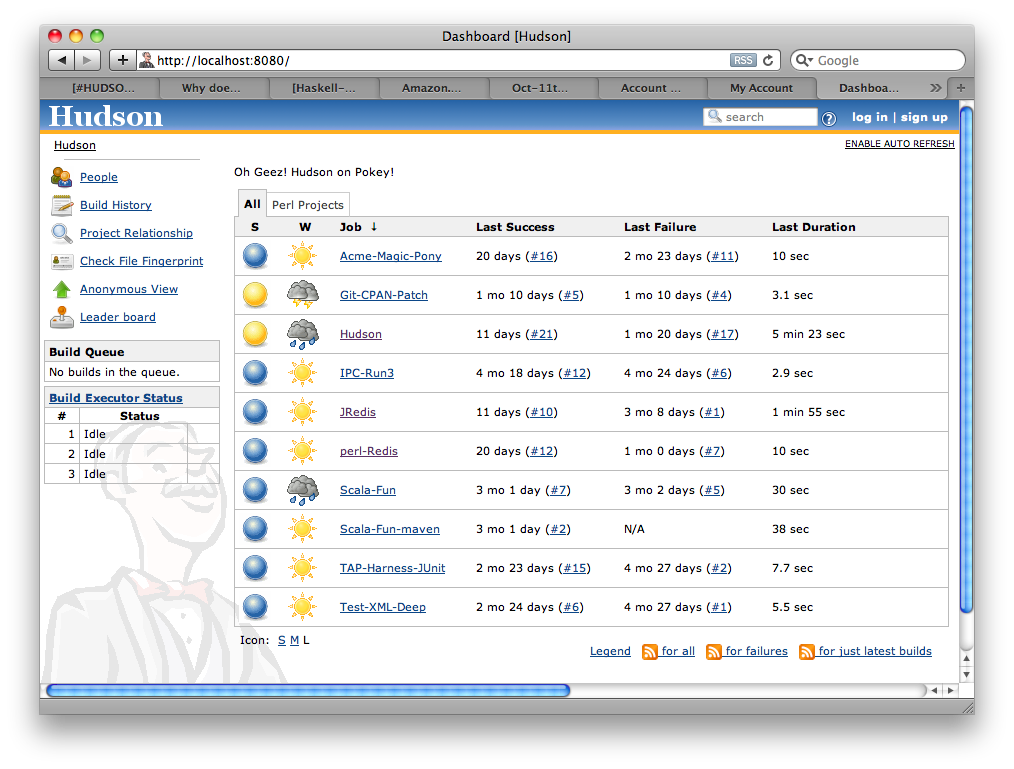 Dashboard [Hudson]
http://localhost:8080/ RSS Google
[#HUDSO... Why doe... [Haskell-... Amazon.... Oct-11t... Account ... My Account Dashboa... »
Hudson search log in | sign up
Hudson ENABLE AUTO REFRESH
People
Build History
Project Relationship
Check File Fingerprint
Anonymous View
Leader board
Build Queue
No builds in the queue.
Build Executor Status
# Status
1 Idle
2 Idle
3 Idle
Oh Geez! Hudson on Pokey!
All Perl Projects
S W Job ↓ Last Success Last Failure Last Duration
Acme-Magic-Pony 20 days (#16) 2 mo 23 days (#11) 10 sec
Git-CPAN-Patch 1 mo 10 days (#5) 1 mo 10 days (#4) 3.1 sec
Hudson 11 days (#21) 1 mo 20 days (#17) 5 min 23 sec
IPC-Run3 4 mo 18 days (#12) 4 mo 24 days (#6) 2.9 sec
JRedis 11 days (#10) 3 mo 8 days (#1) 1 min 55 sec
perl-Redis 20 days (#12) 1 mo 0 days (#7) 10 sec
Scala-Fun 3 mo 1 day (#7) 3 mo 2 days (#5) 30 sec
Scala-Fun-maven 3 mo 1 day (#2) N/A 38 sec
TAP-Harness-JUnit 2 mo 23 days (#15) 4 mo 27 days (#2) 7.7 sec
Test-XML-Deep 2 mo 24 days (#6) 4 mo 27 days (#1) 5.5 sec
Icon: S M L
Legend for all for failures for just latest builds